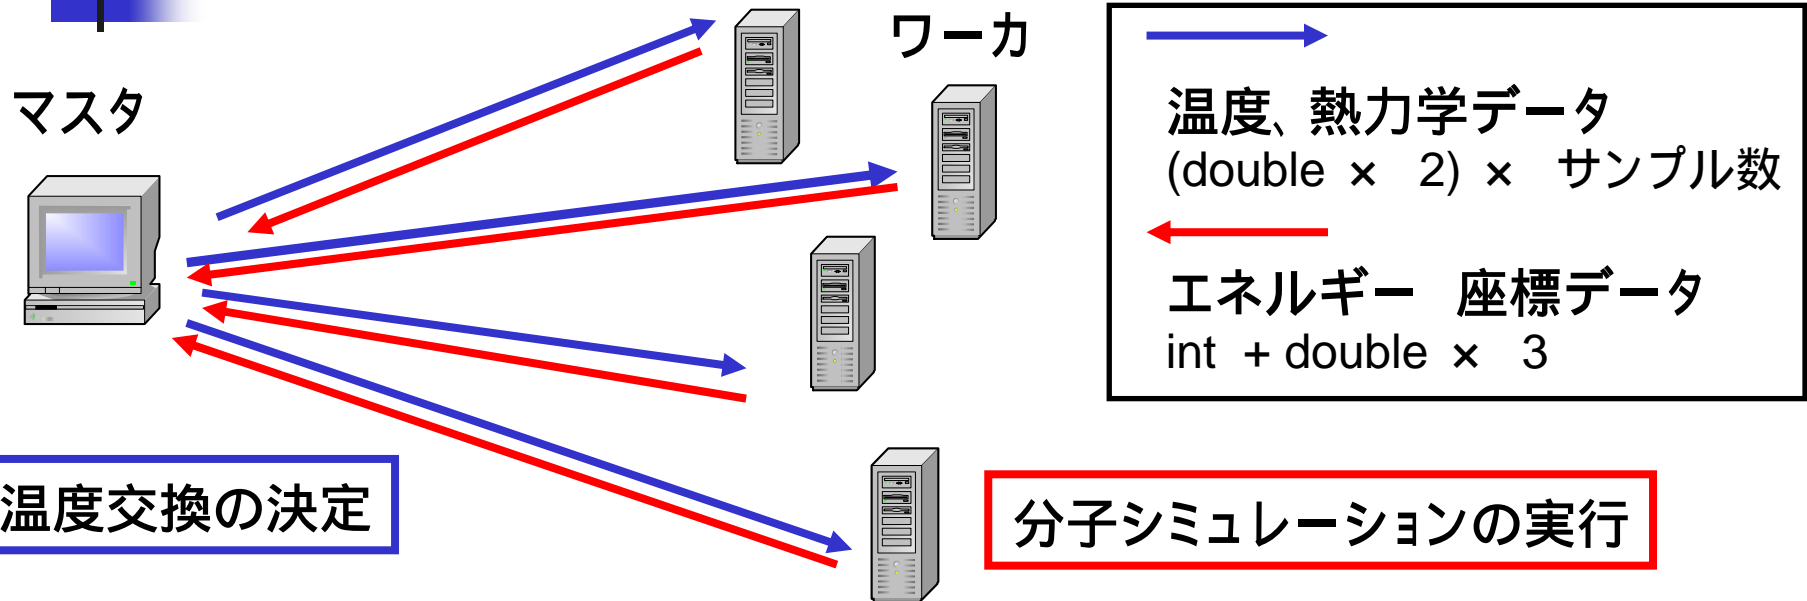 マスタ
ワーカ
温度、熱力学データ
(double × 2) × サンプル数
エネルギー 座標データ
int + double × 3
温度交換の決定
分子シミュレーションの実行